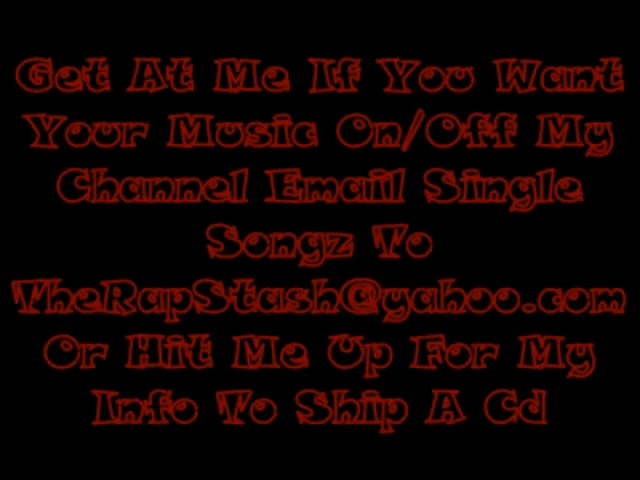 Get At Me If You Want
Your Music On/Off My
Channel Email Single
Songz To
TheRapStash@yahoo.com
Or Hit Me Up For My
Info To Ship A Cd